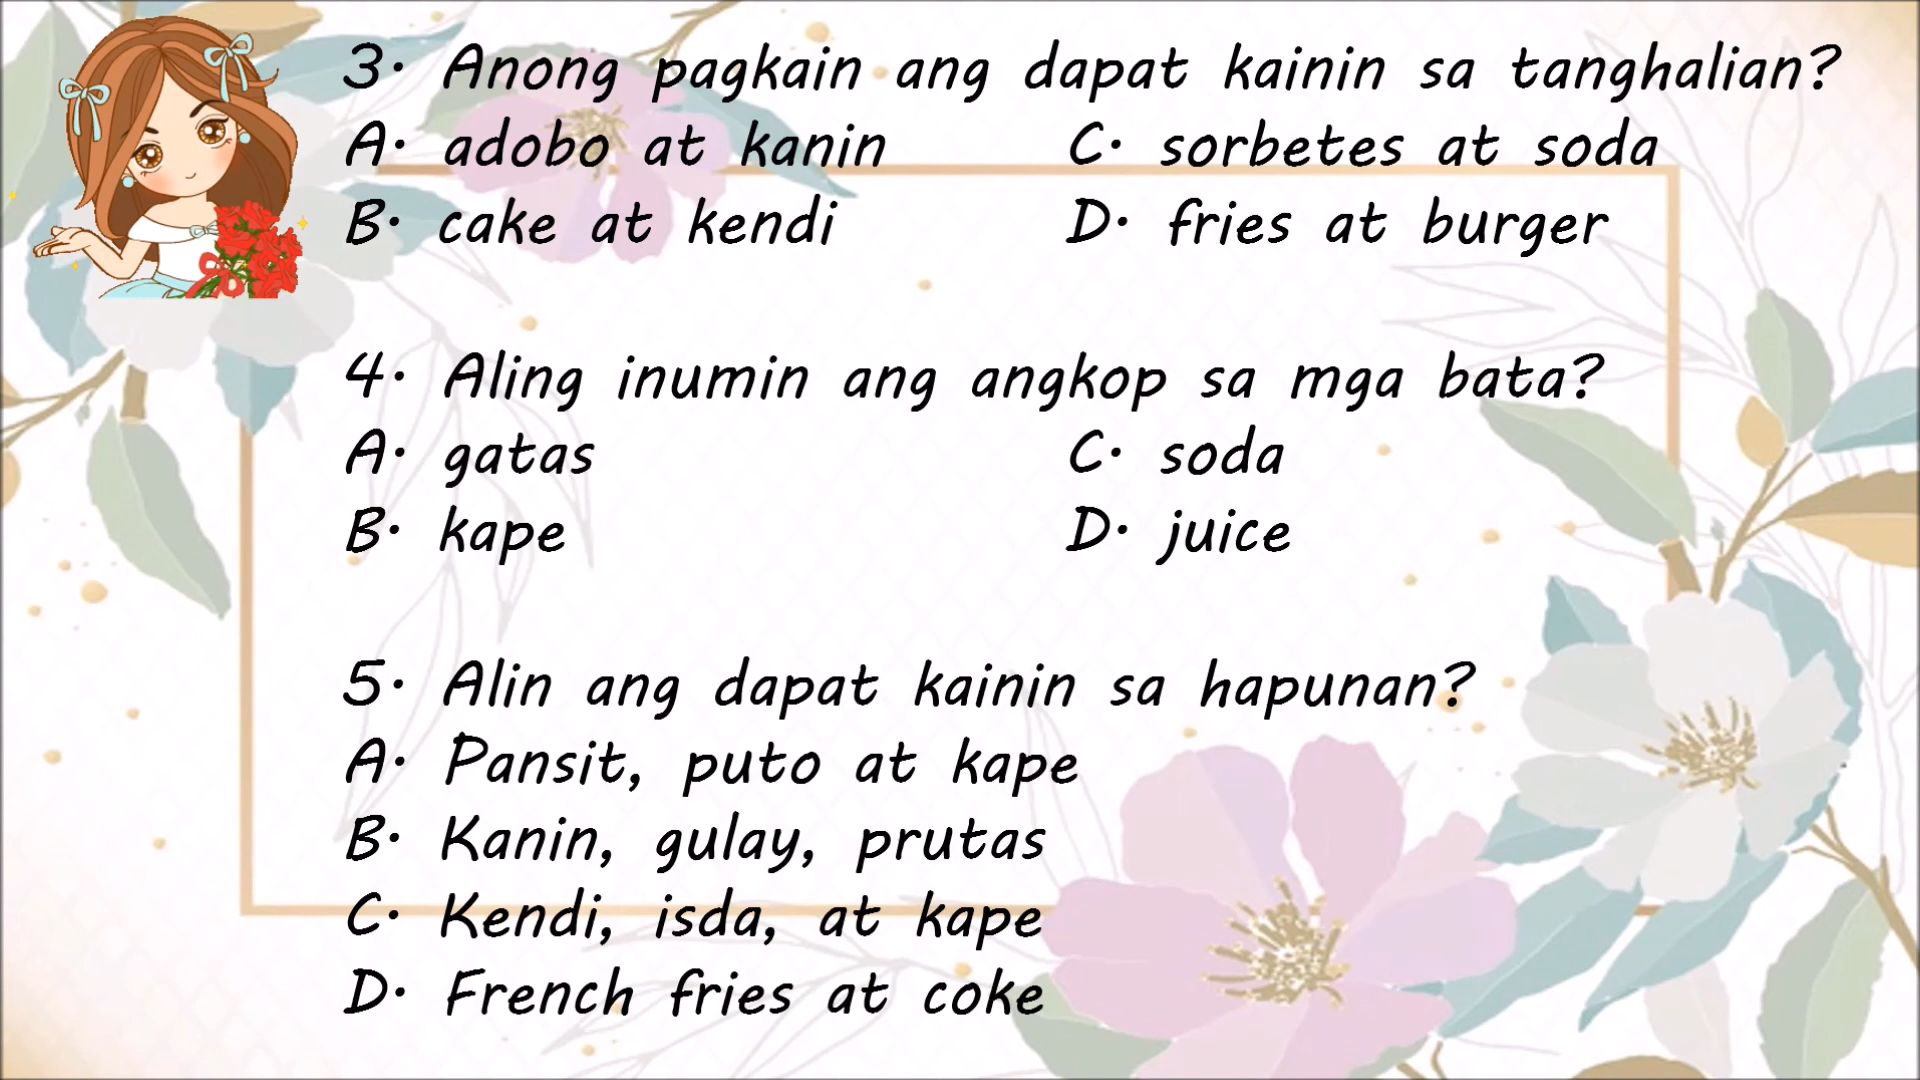 3. Anong pagkain ang dapat kainin sa tanghalian?
A. adobo at kanin C. sorbetes at soda
B. cake at kendi D. fries at burger
4. Aling inumin ang angkop sa mga bata?
A. gatas C. soda
B. kape D. juice
5. Alin ang dapat kainin sa hapunan?
A. Pansit, puto at kape
B. Kanin, gulay, prutas
C. Kendi, isda, at kape
D. French fries at coke